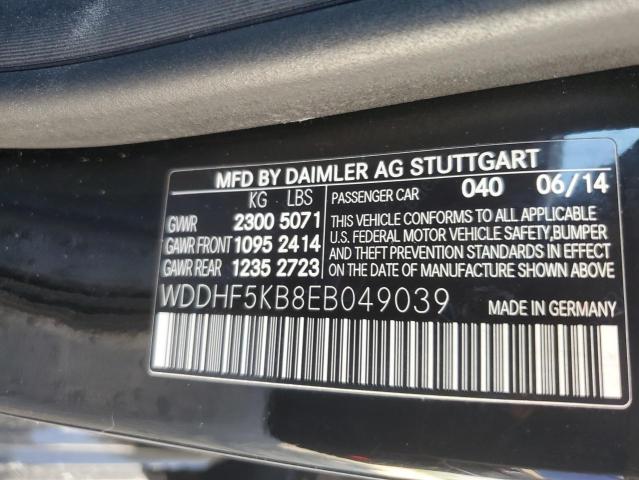 MFD BY DAIMLER AG STUTTGART
KG LBS PASSENGER CAR 040 06/14
GVWR 2300 5071
GAWR FRONT 1095 2414
GAWR REAR 1235 2723
THIS VEHICLE CONFORMS TO ALL APPLICABLE
U.S. FEDERAL MOTOR VEHICLE SAFETY, BUMPER
AND THEFT PREVENTION STANDARDS IN EFFECT
ON THE DATE OF MANUFACTURE SHOWN ABOVE
WDDHF5KB8EB049039 MADE IN GERMANY